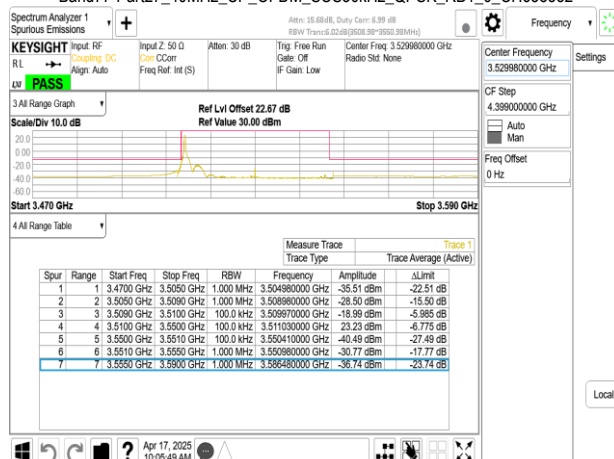 Spectrum Analyzer 1
Spurious Emissions
Attn: 15.68dB, Duty Corr: 6.99 dB
Frequency
Settings
KEYSIGHT
RL
PASS
Input: RF
Coupling: DC
Align: Auto
Input Z: 50 Ω
Corr CCorr
Freq Ref: Int (S)
Atten: 30 dB
Trig: Free Run
Gate: Off
IF Gain: Low
Center Freq: 3.529980000 GHz
Radio Std: None
Center Frequency
3.529980000 GHz
CF Step
4.399000000 GHz
Auto
Man
Freq Offset
0 Hz
3 All Range Graph
Scale/Div 10.0 dB
Ref Lvl Offset 22.67 dB
Ref Value 30.00 dBm
20.0
0.00
-20.0
-40.0
-60.0
Start 3.470 GHz
Stop 3.590 GHz
4 All Range Table
Measure Trace Trace 1
Trace Type Trace Average (Active)
Spur Range Start Freq Stop Freq RBW Frequency Amplitude ΔLimit
1 1 3.4700 GHz 3.5050 GHz 1.000 MHz 3.504980000 GHz -35.51 dBm -22.51 dB
2 2 3.5050 GHz 3.5090 GHz 1.000 MHz 3.508980000 GHz -28.50 dBm -15.50 dB
3 3 3.5090 GHz 3.5100 GHz 100.0 kHz 3.509970000 GHz -18.99 dBm -5.985 dB
4 4 3.5100 GHz 3.5500 GHz 100.0 kHz 3.511030000 GHz 23.23 dBm -6.775 dB
5 5 3.5500 GHz 3.5510 GHz 100.0 kHz 3.550410000 GHz -40.49 dBm -27.49 dB
6 6 3.5510 GHz 3.5550 GHz 1.000 MHz 3.550980000 GHz -30.77 dBm -17.77 dB
7 7 3.5550 GHz 3.5900 GHz 1.000 MHz 3.586480000 GHz -36.74 dBm -23.74 dB
Local
Apr 17, 2025
10:05:49 AM